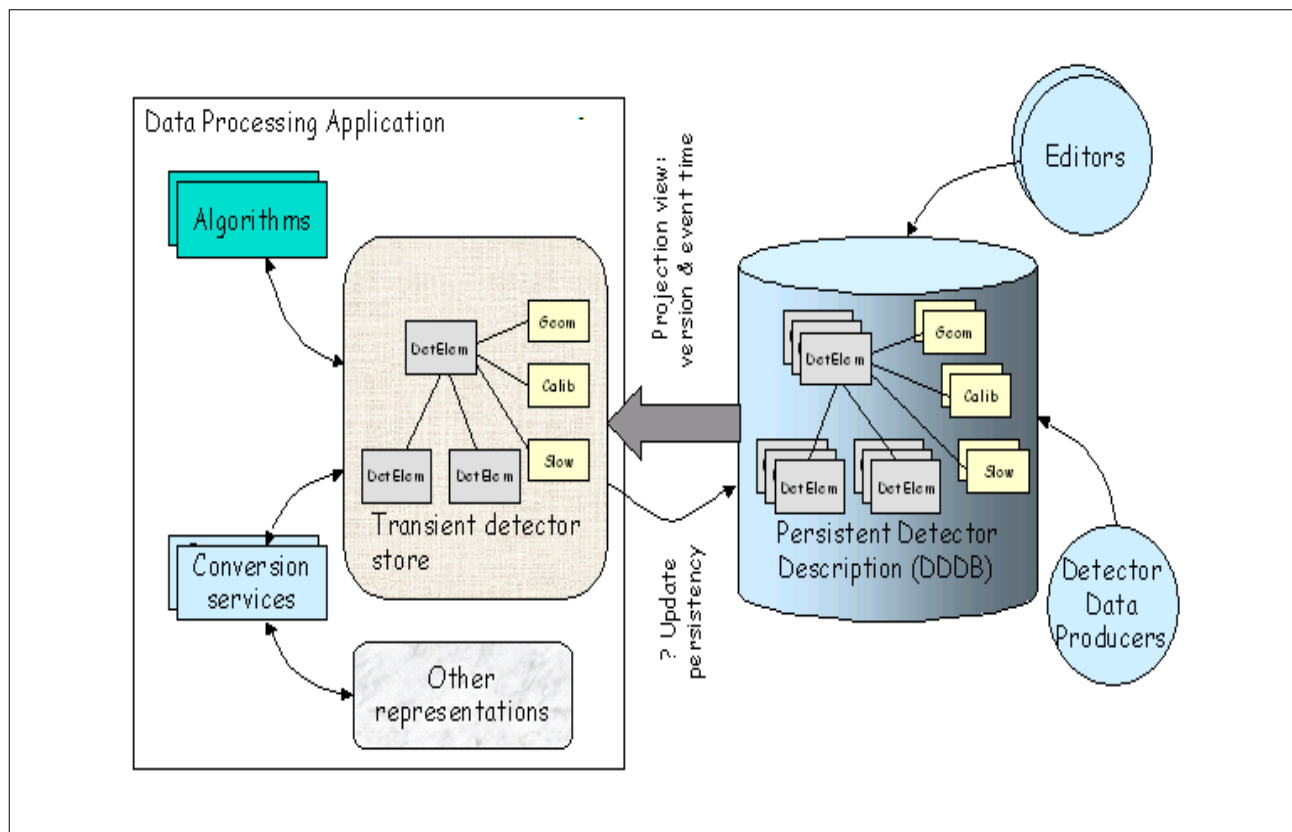 Data Processing Application
Algorithms
Geom
DetElem
Calib
DetElem
DetElem
Slow
Transient detector
store
Conversion
services
Other
representations
Projection view:
version & event time
? Update
persistency
Editors
Geom
DetElem
Calib
Slow
DetElem
DetElem
Persistent Detector
Description (DDDB)
Detector
Data
Producers